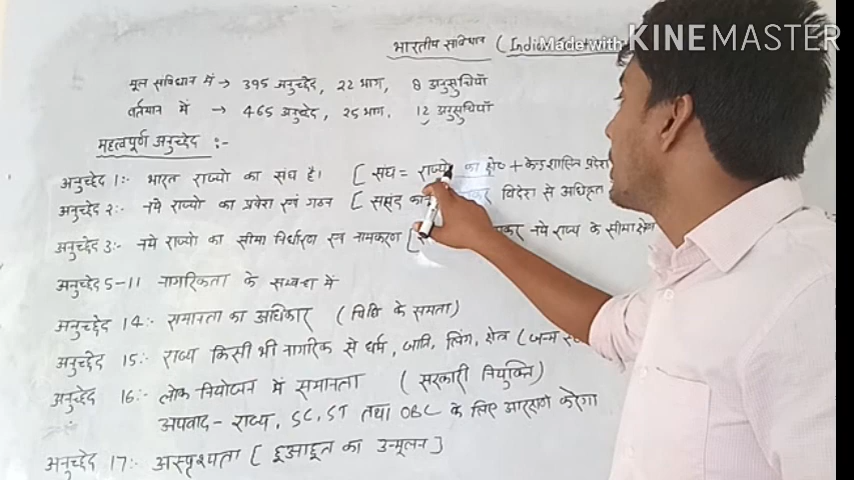 भारतीय संविधान (Indi
Made with KINEMASTER
मूल संविधान में → 395 अनुच्छेद, 22 भाग, 8 अनुसूचियाँ
वर्तमान में → 465 अनुच्छेद, 25 भाग, 12 अनुसूचियाँ
महत्वपूर्ण अनुच्छेद :-
अनुच्छेद 1:- भारत राज्यो का संघ है। [ संघ = राज्यो का क्षेत्र + केन्द्रशासित प्रदेश
अनुच्छेद 2:- नये राज्यो का प्रवेश एवं गठन [ संसद विदेश से अधिकृत
अनुच्छेद 3:- नये राज्यो का सीमा निर्धारण एवं नामकरण [ नये राज्य के सीमा
अनुच्छेद 5-11 नागरिकता के सम्बन्ध में
अनुच्छेद 14:- समानता का अधिकार (विधि के समता)
अनुच्छेद 15:- राज्य किसी भी नागरिक से धर्म, जाति, लिंग, क्षेत्र (जन्म
अनुच्छेद 16:- लोक नियोजन में समानता (सरकारी नियुक्ति)
अपवाद - राज्य, SC, ST तथा OBC के लिए आरक्षण करेगा
अनुच्छेद 17:- अस्पृश्यता [ छुआछूत का उन्मूलन ]